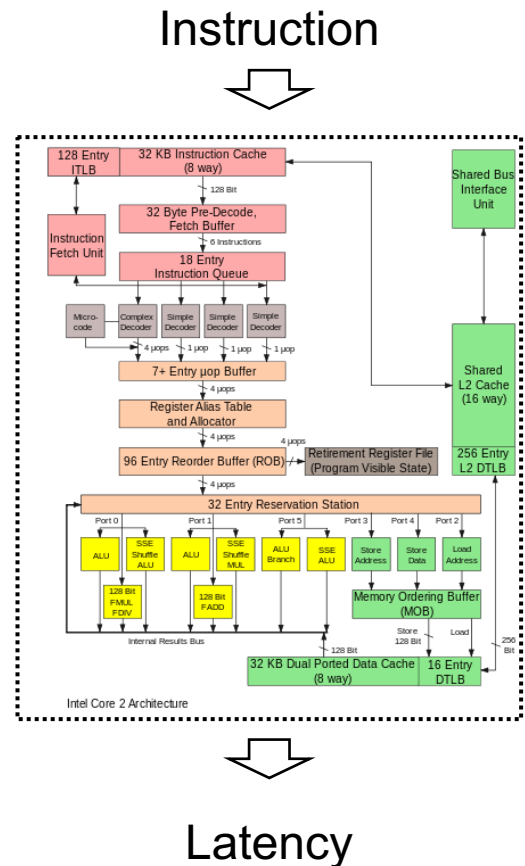 Instruction
128 Entry
ITLB
32 KB Instruction Cache
(8 way)
128 Bit
Shared Bus
Interface
Unit
32 Byte Pre-Decode,
Fetch Buffer
Instruction
Fetch Unit
6 Instructions
18 Entry
Instruction Queue
Micro-
code
Complex
Decoder
Simple
Decoder
Simple
Decoder
Simple
Decoder
4 µops
1 µop
1 µop
1 µop
Shared
L2 Cache
(16 way)
7+ Entry µop Buffer
4 µops
Register Alias Table
and Allocator
4 µops
4 µops
96 Entry Reorder Buffer (ROB)
Retirement Register File
(Program Visible State)
256 Entry
L2 DTLB
4 µops
32 Entry Reservation Station
Port 0
Port 1
Port 5
Port 3
Port 4
Port 2
ALU
SSE
Shuffle
ALU
ALU
SSE
Shuffle
MUL
ALU
Branch
SSE
ALU
Store
Address
Store
Data
Load
Address
128 Bit
FMUL
FDIV
128 Bit
FADD
Memory Ordering Buffer
(MOB)
Internal Results Bus
128 Bit
Store
128 Bit
Load
256
Bit
32 KB Dual Ported Data Cache
(8 way)
16 Entry
DTLB
Intel Core 2 Architecture
Latency